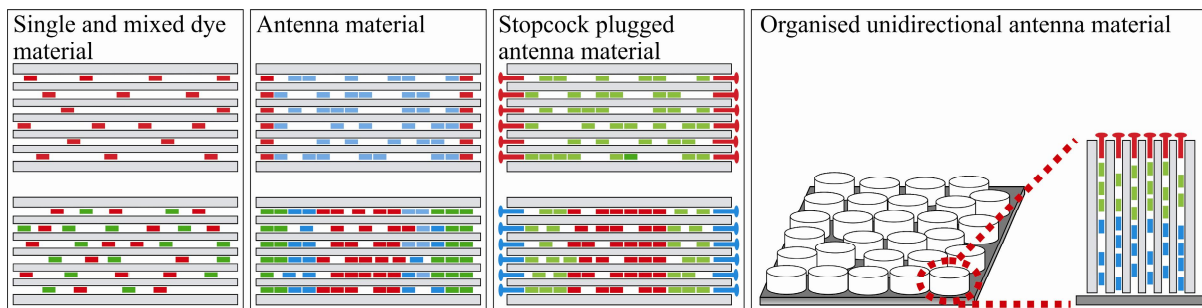 Single and mixed dye
material
Antenna material
Stopcock plugged
antenna material
Organised unidirectional antenna material